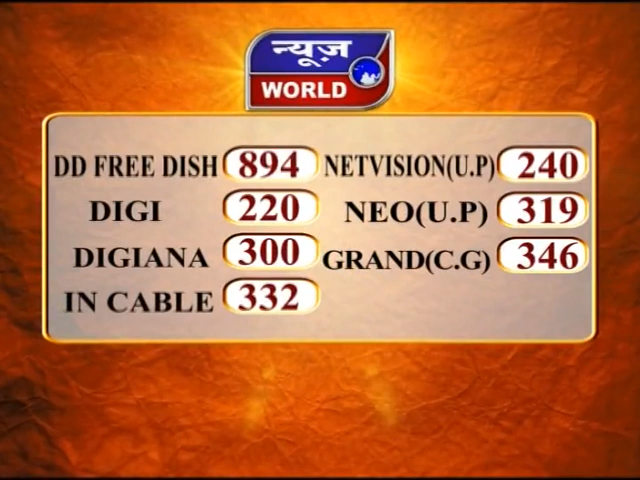 न्यूज़
WORLD
DD FREE DISH 894 NETVISION(U.P) 240
DIGI 220 NEO(U.P) 319
DIGIANA 300 GRAND(C.G) 346
IN CABLE 332